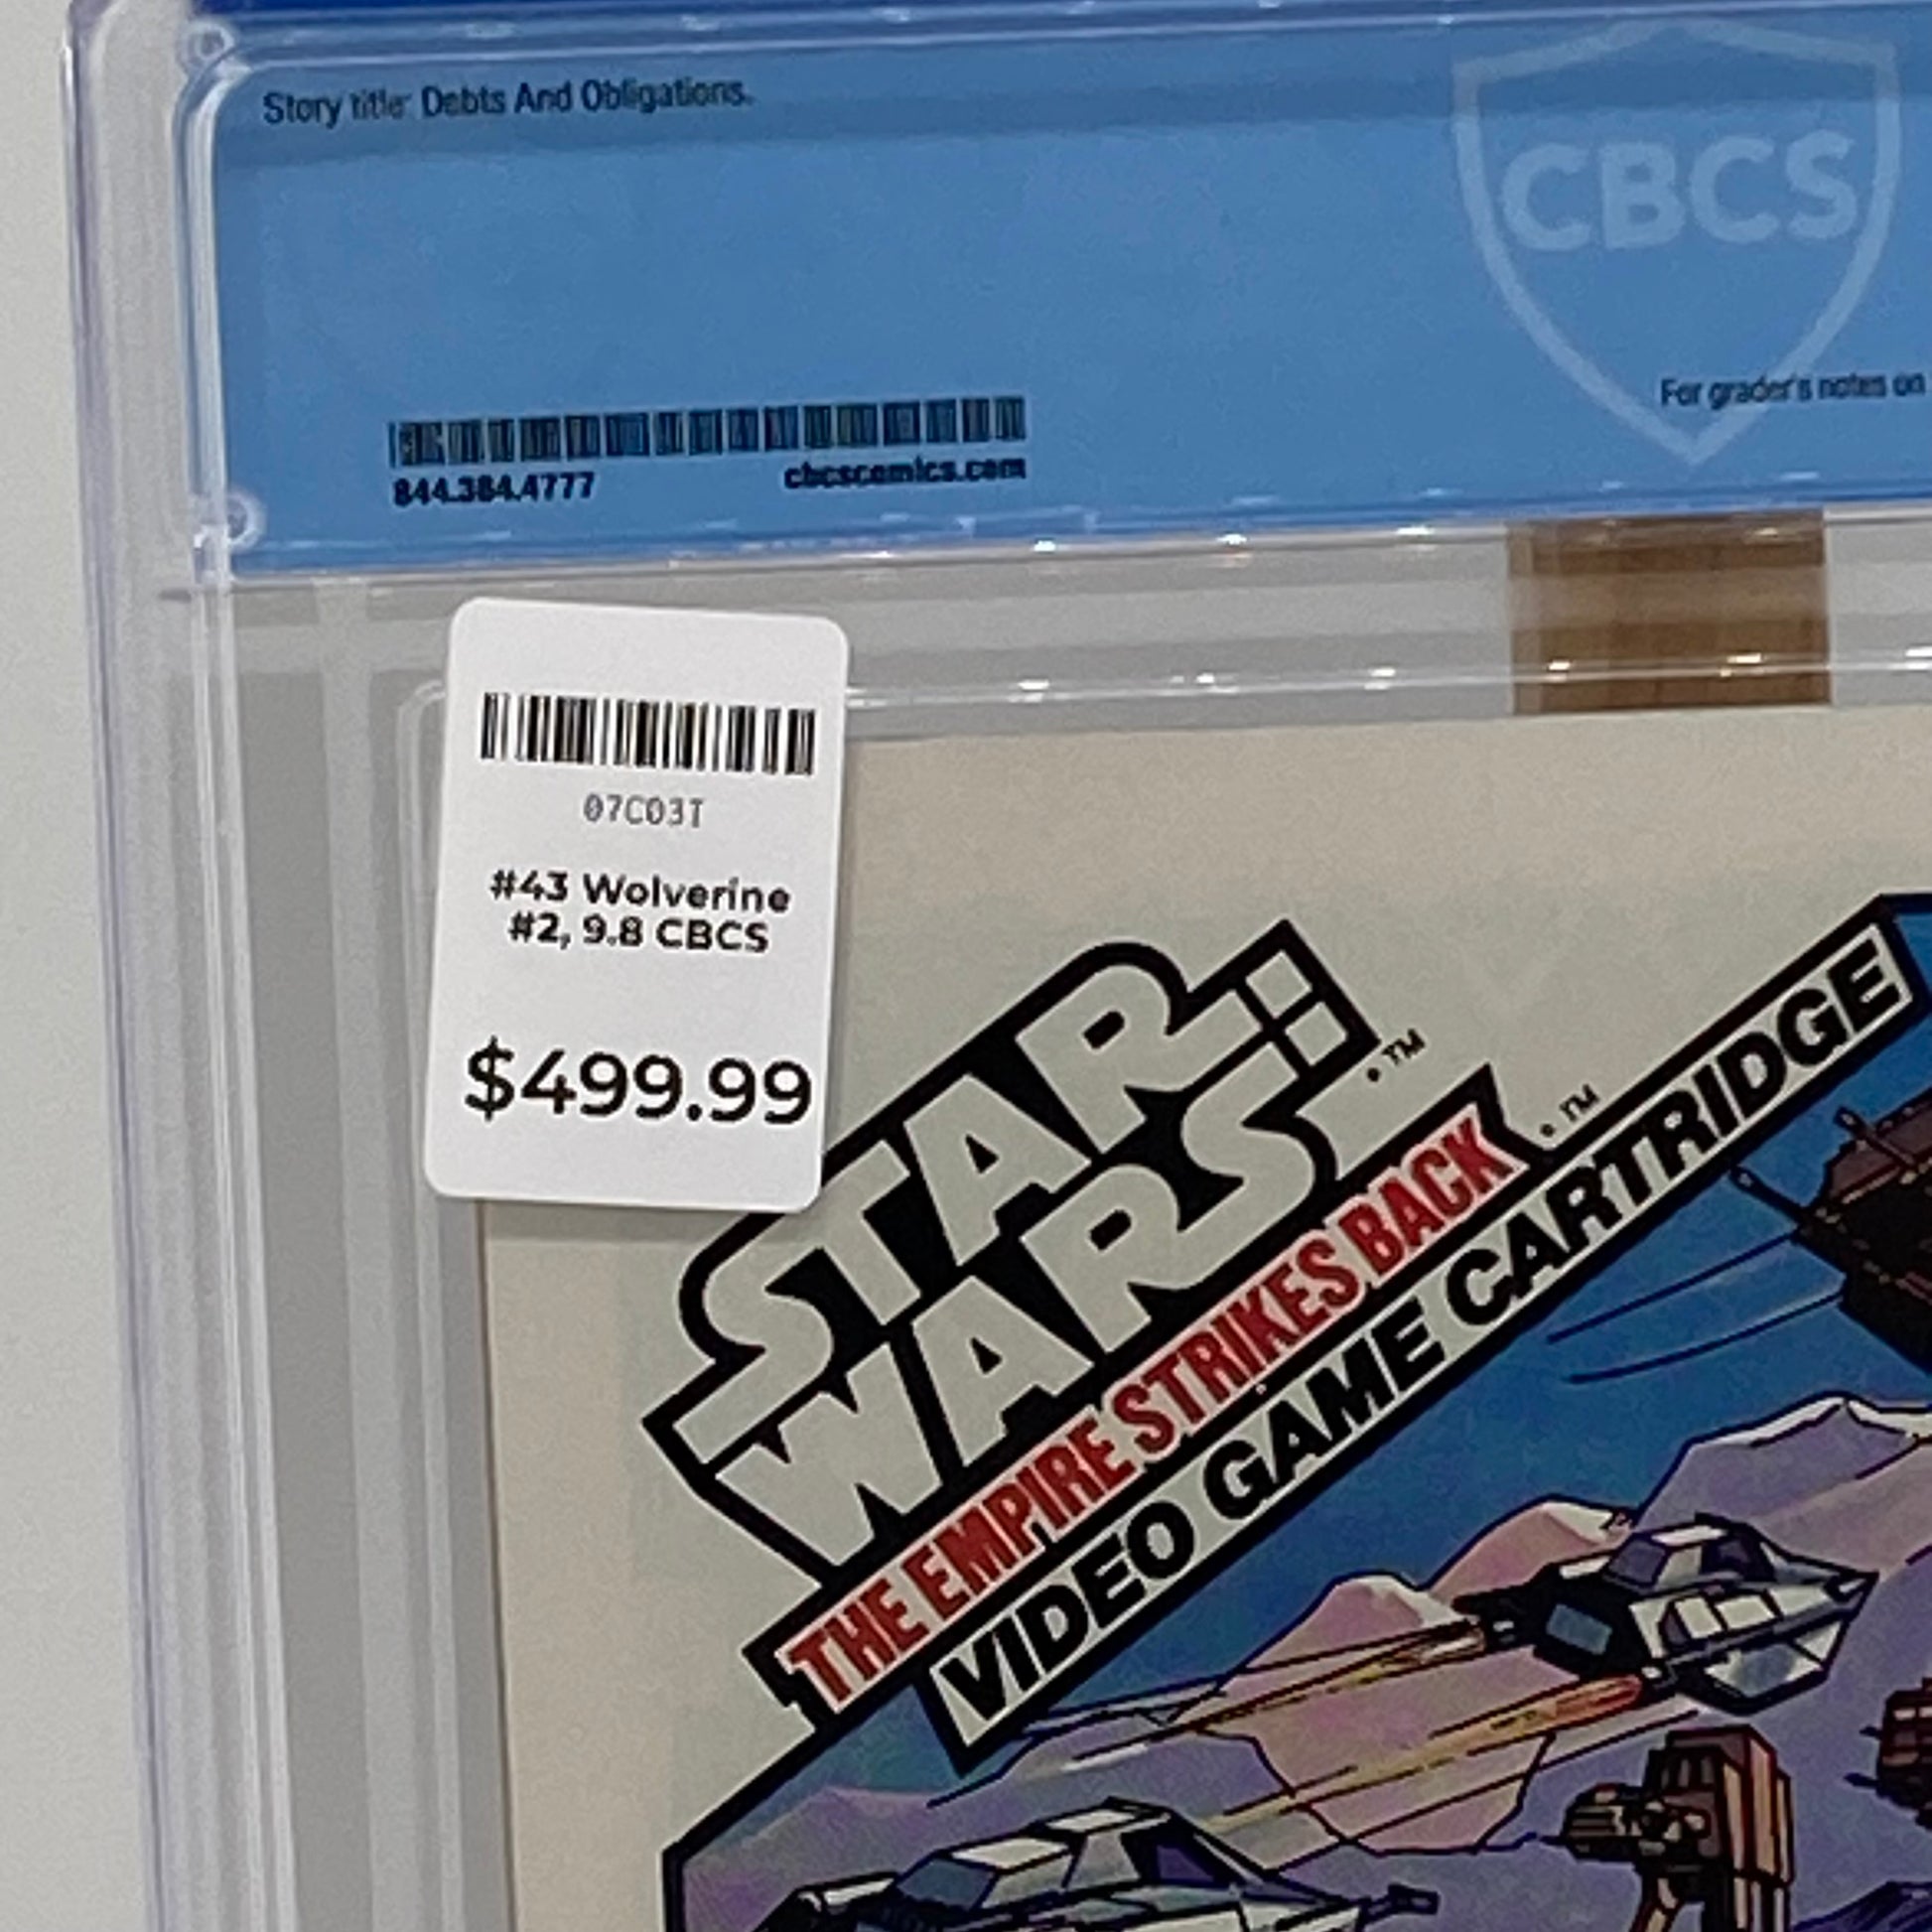 Story title: Debts And Obligations.
CBCS
For grader's notes on
844.384.4777
cbcscomics.com
07C03T
#43 Wolverine
#2, 9.8 CBCS
$499.99
STAR
WARS
™
THE EMPIRE STRIKES BACK
™
VIDEO GAME CARTRIDGE